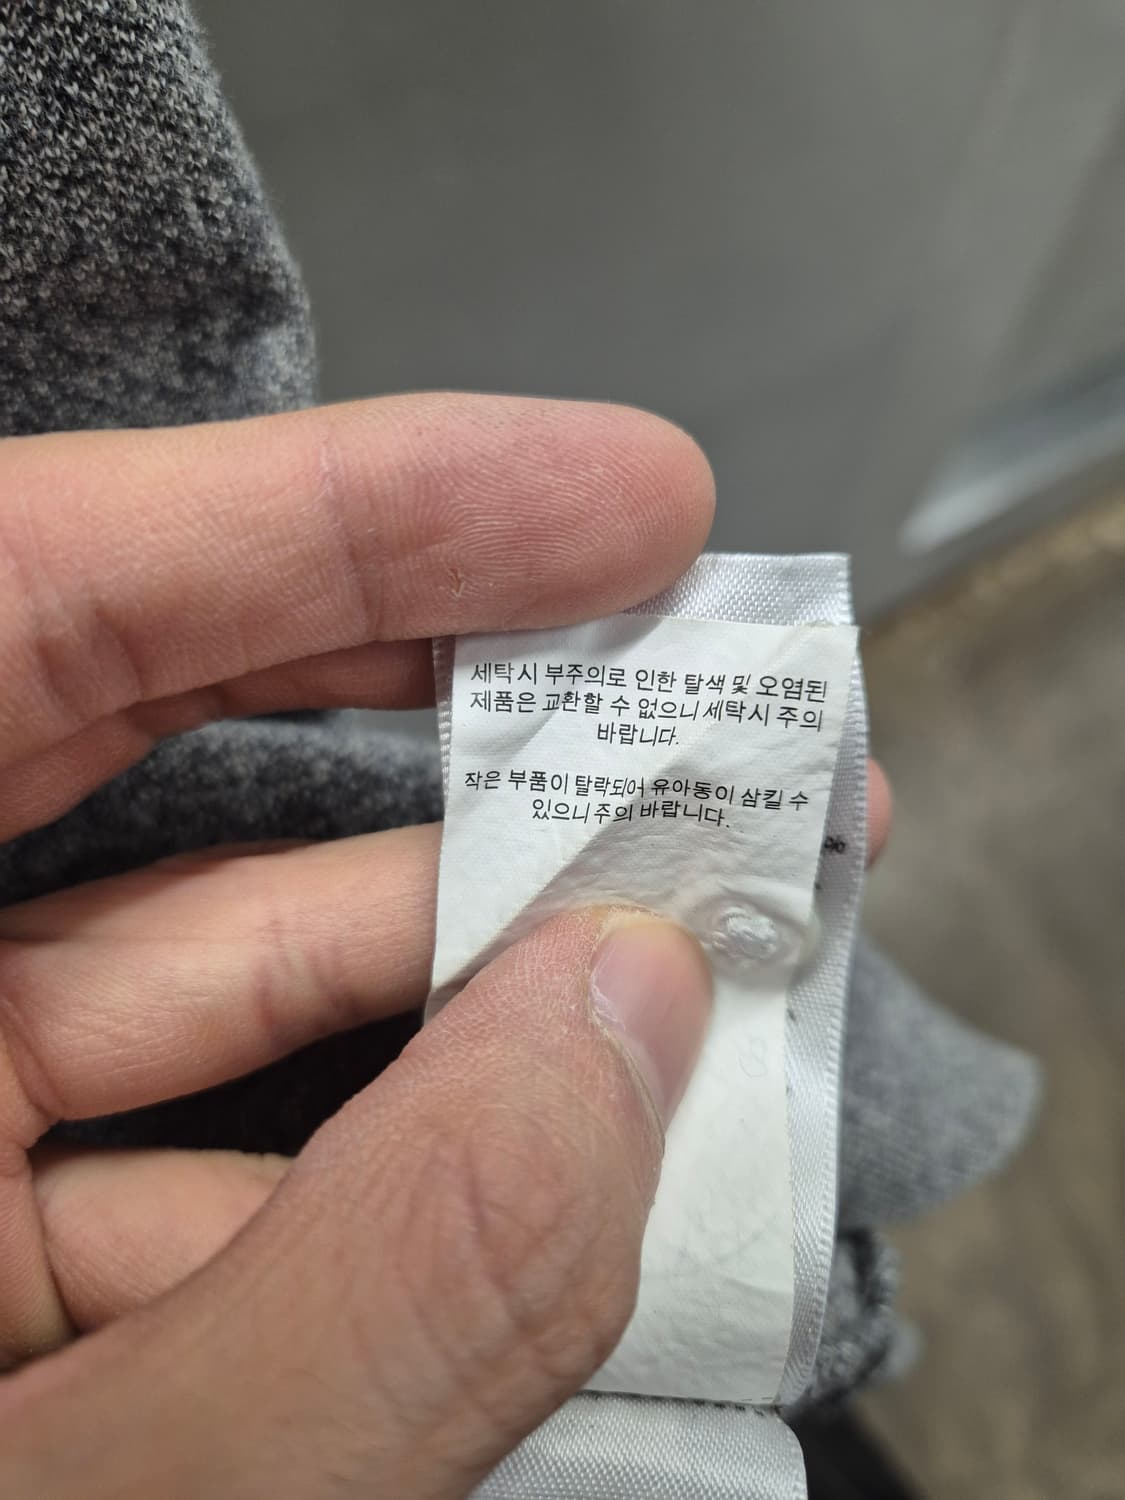 세탁시 부주의로 인한 탈색 및 오염된
제품은 교환할 수 없으니 세탁시 주의
바랍니다.
작은 부품이 탈락되어 유아동이 삼킬 수
있으니 주의 바랍니다.